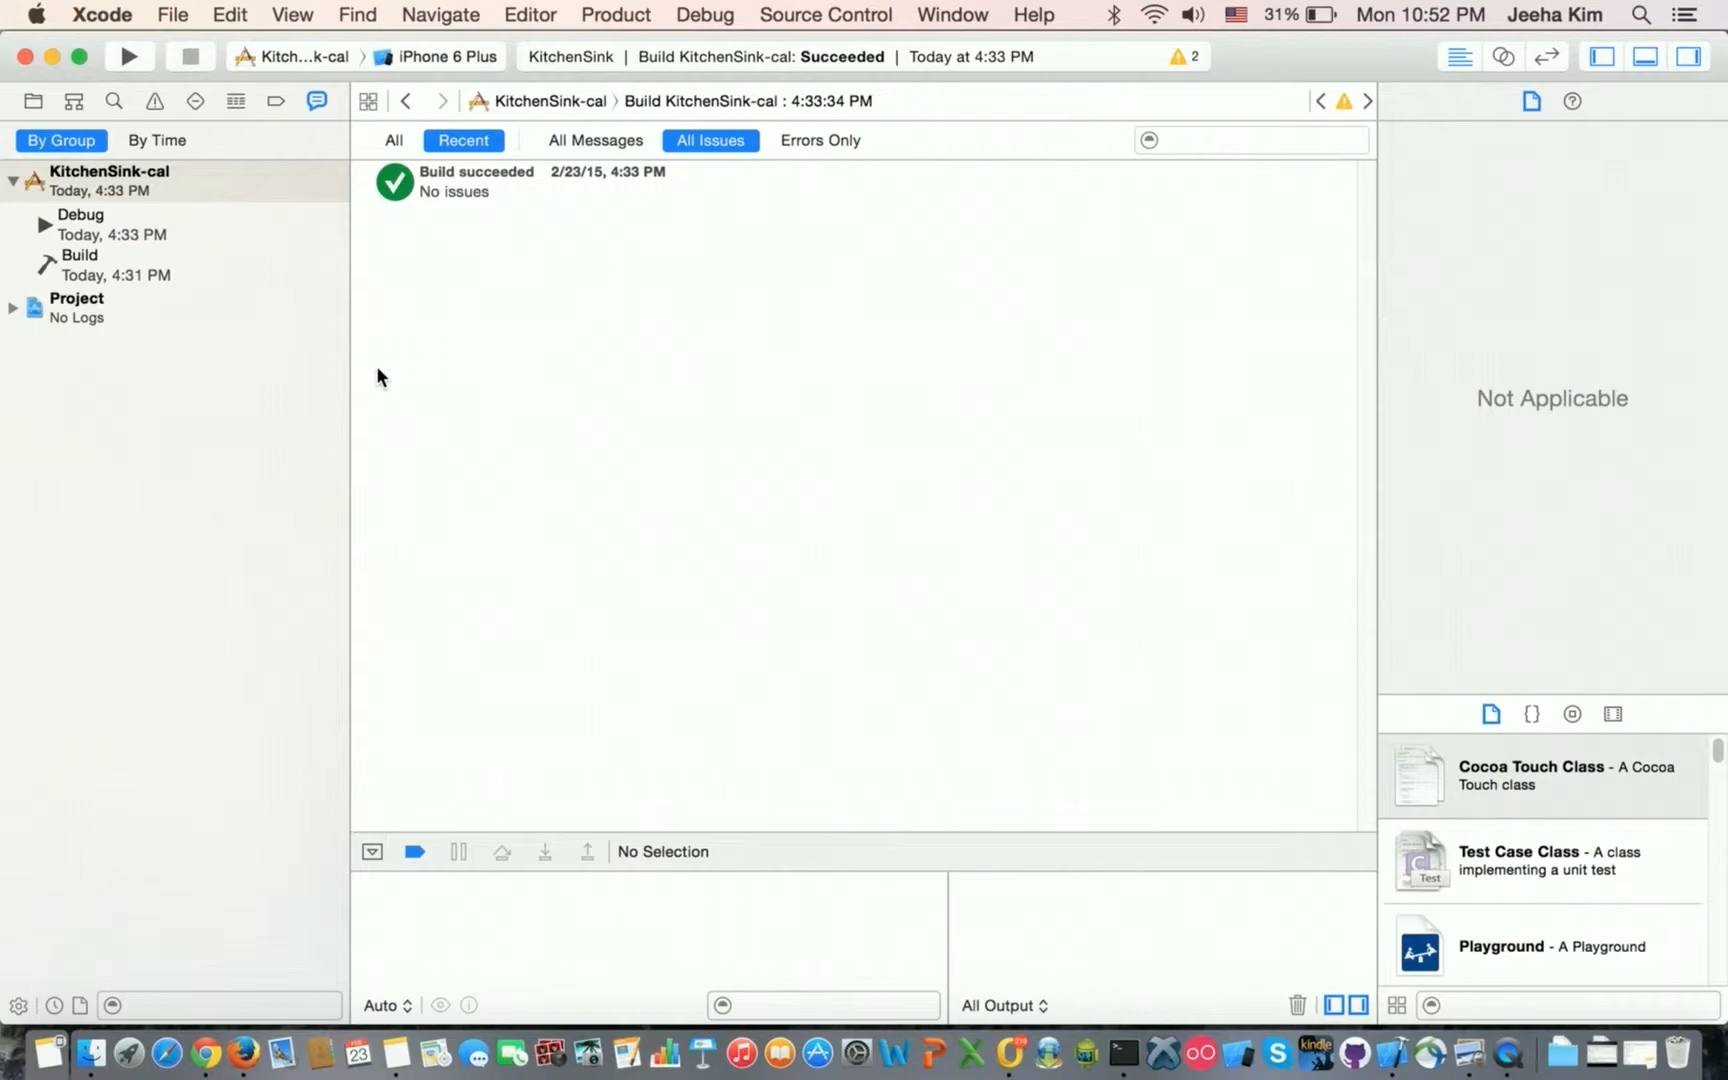 Xcode File Edit View Find Navigate Editor Product Debug Source Control Window Help 31% Mon 10:52 PM Jeeha Kim
Kitch...k-cal iPhone 6 Plus KitchenSink | Build KitchenSink-cal: Succeeded | Today at 4:33 PM 2
KitchenSink-cal Build KitchenSink-cal : 4:33:34 PM
By Group By Time All Recent All Messages All Issues Errors Only
KitchenSink-cal
Today, 4:33 PM
Debug
Today, 4:33 PM
Build
Today, 4:31 PM
Project
No Logs
Build succeeded 2/23/15, 4:33 PM
No issues
Not Applicable
Cocoa Touch Class - A Cocoa
Touch class
Test Case Class - A class
implementing a unit test
Test
Playground - A Playground
No Selection
Auto All Output
FEB
23
kindle